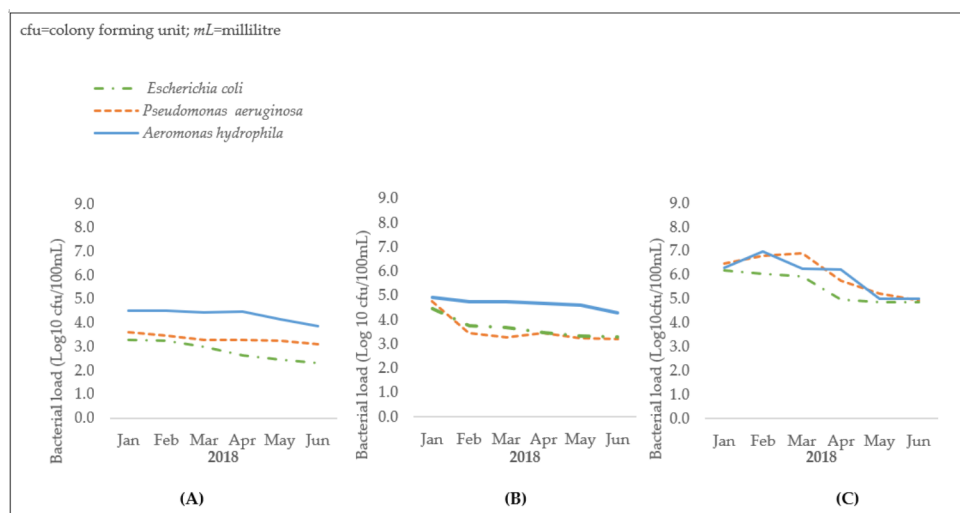 cfu=colony forming unit; mL=millilitre
Escherichia coli
Pseudomonas aeruginosa
Aeromonas hydrophila
Bacterial load (Log10 cfu/100mL)
9.0
8.0
7.0
6.0
5.0
4.0
3.0
2.0
1.0
0.0
Jan Feb Mar Apr May Jun
2018
(A)
Bacterial load (Log 10 cfu/100mL)
9.0
8.0
7.0
6.0
5.0
4.0
3.0
2.0
1.0
0.0
Jan Feb Mar Apr May Jun
2018
(B)
Bacterial load (Log10cfu/100mL)
9.0
8.0
7.0
6.0
5.0
4.0
3.0
2.0
1.0
0.0
Jan Feb Mar Apr May Jun
2018
(C)